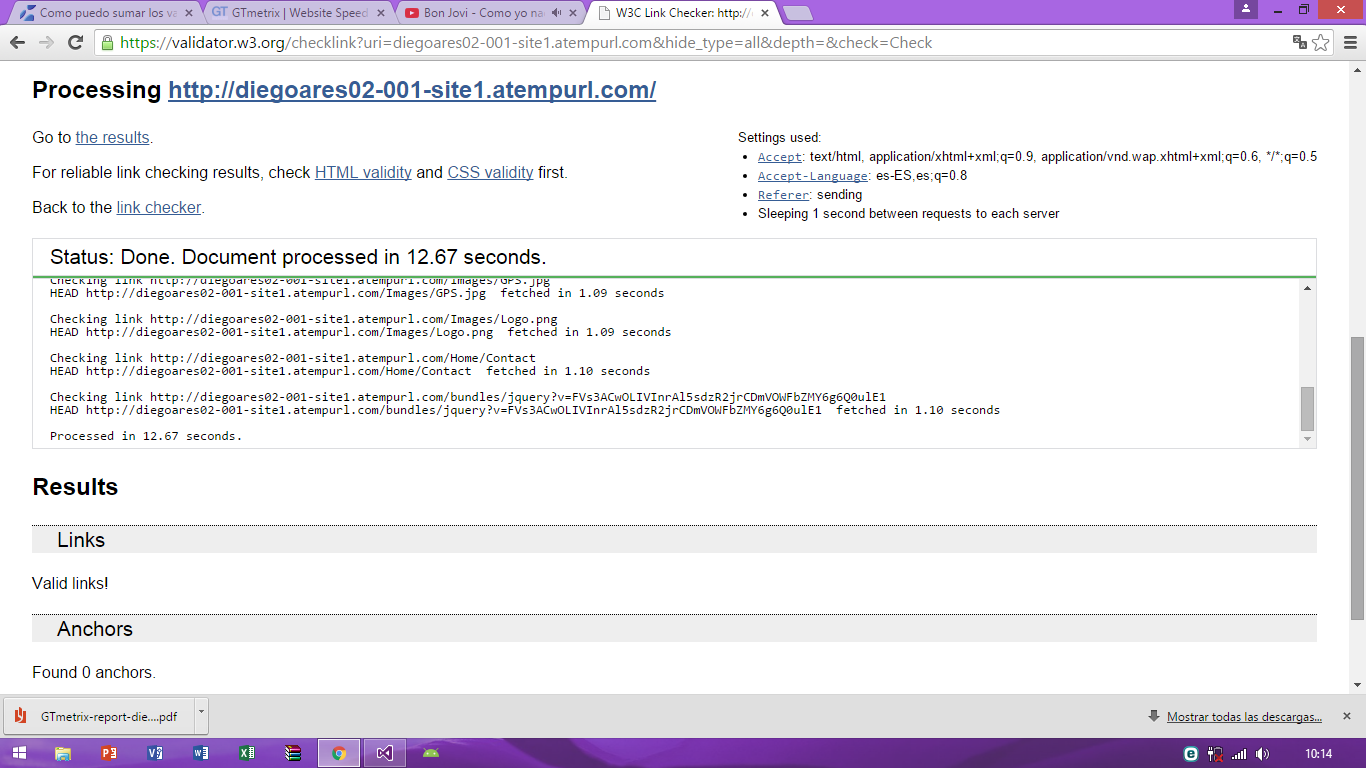 Como puedo sumar los va
GTmetrix | Website Speed
Bon Jovi - Como yo na
W3C Link Checker: http://
https://validator.w3.org/checklink?uri=diegoares02-001-site1.atempurl.com&hide_type=all&depth=&check=Check
Processing http://diegoares02-001-site1.atempurl.com/
Go to the results.
For reliable link checking results, check HTML validity and CSS validity first.
Back to the link checker.
Settings used:
• Accept: text/html, application/xhtml+xml;q=0.9, application/vnd.wap.xhtml+xml;q=0.6, */*;q=0.5
• Accept-Language: es-ES,es;q=0.8
• Referer: sending
• Sleeping 1 second between requests to each server
Status: Done. Document processed in 12.67 seconds.
Checking link http://diegoares02-001-site1.atempurl.com/Images/GPS.jpg
HEAD http://diegoares02-001-site1.atempurl.com/Images/GPS.jpg  fetched in 1.09 seconds
Checking link http://diegoares02-001-site1.atempurl.com/Images/Logo.png
HEAD http://diegoares02-001-site1.atempurl.com/Images/Logo.png  fetched in 1.09 seconds
Checking link http://diegoares02-001-site1.atempurl.com/Home/Contact
HEAD http://diegoares02-001-site1.atempurl.com/Home/Contact  fetched in 1.10 seconds
Checking link http://diegoares02-001-site1.atempurl.com/bundles/jquery?v=FVs3ACwOLIVInrAl5sdzR2jrCDmVOWFbZMY6g6Q0ulE1
HEAD http://diegoares02-001-site1.atempurl.com/bundles/jquery?v=FVs3ACwOLIVInrAl5sdzR2jrCDmVOWFbZMY6g6Q0ulE1  fetched in 1.10 seconds
Processed in 12.67 seconds.
Results
Links
Valid links!
Anchors
Found 0 anchors.
GTmetrix-report-die....pdf
Mostrar todas las descargas...
10:14